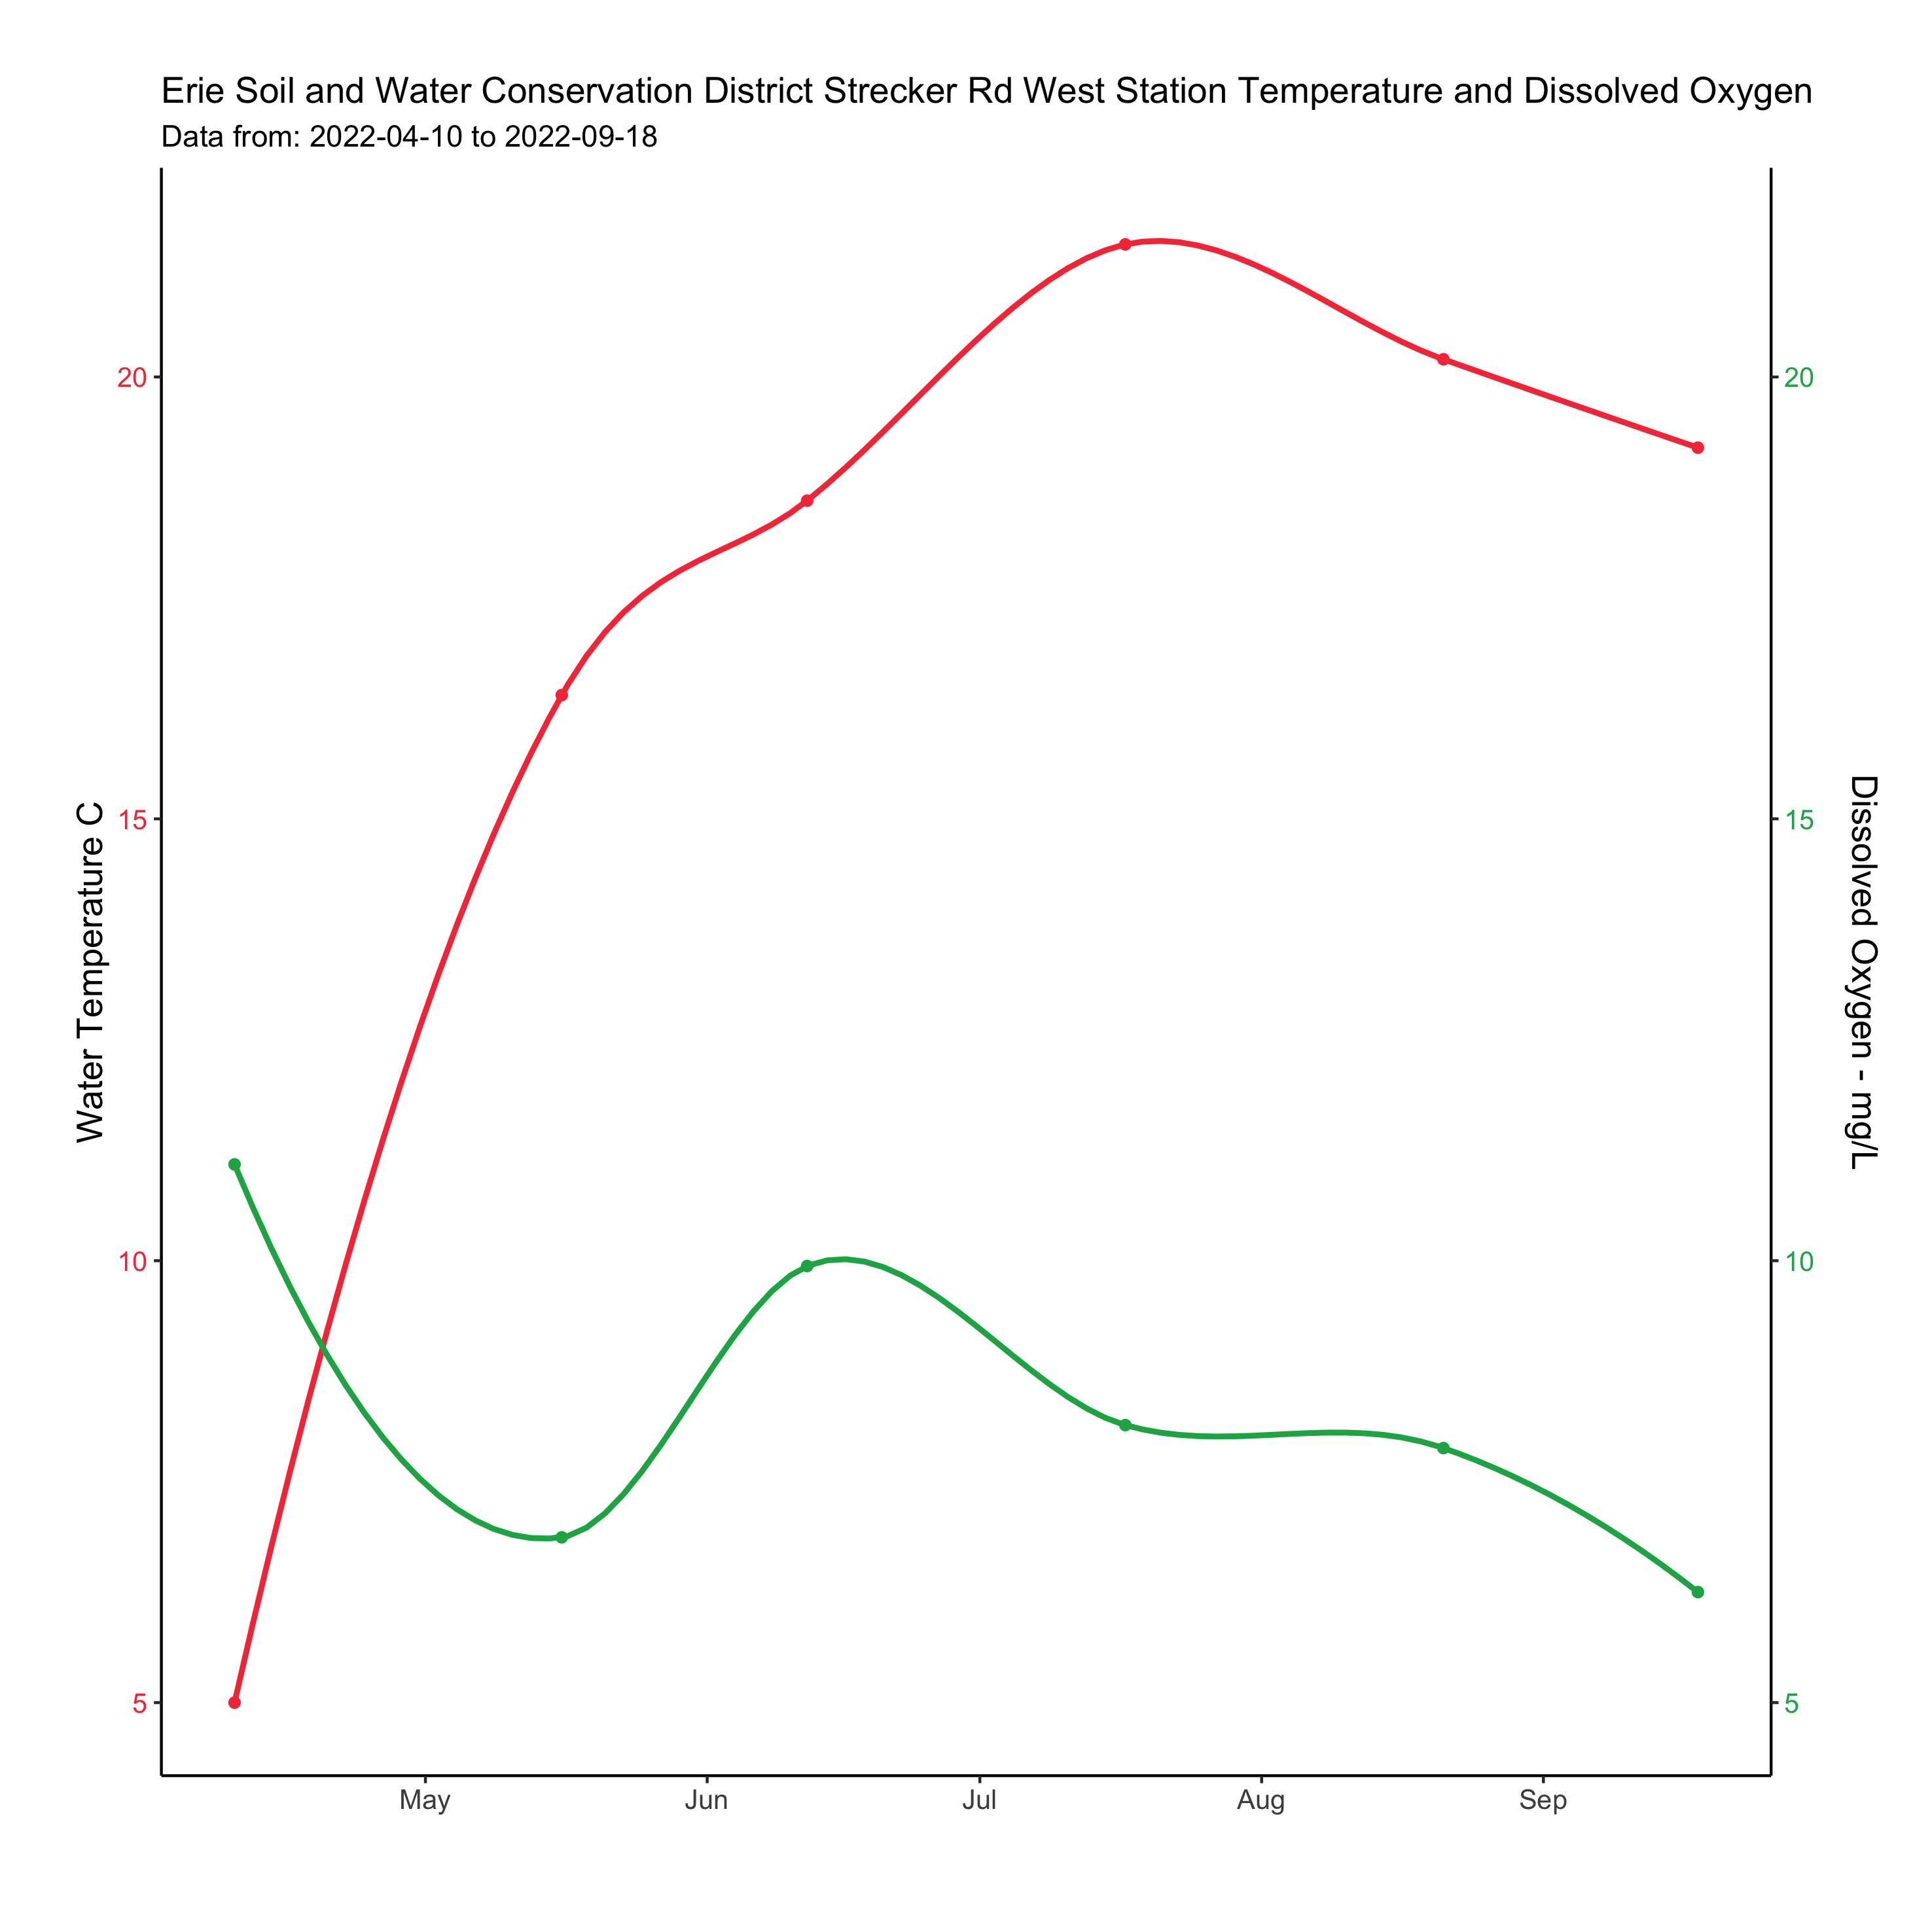 Erie Soil and Water Conservation District Strecker Rd West Station Temperature and Dissolved Oxygen
Data from: 2022-04-10 to 2022-09-18
Water Temperature C
20
15
10
5
20
15
10
5
Dissolved Oxygen - mg/L
May Jun Jul Aug Sep